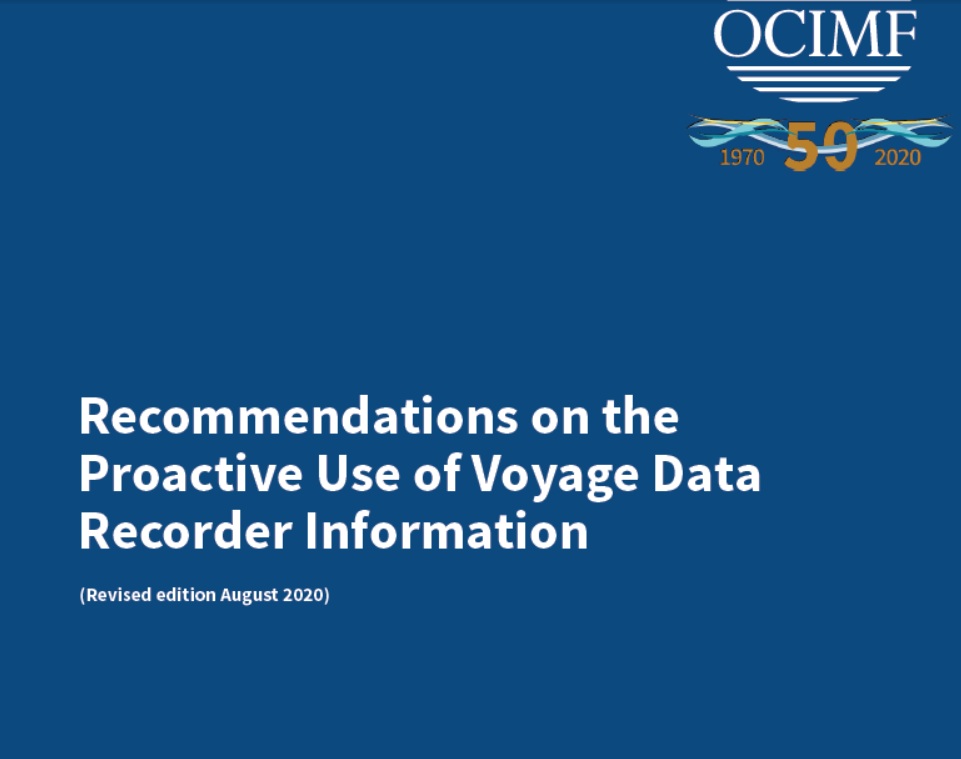 OCIMF
1970 50 2020
Recommendations on the
Proactive Use of Voyage Data
Recorder Information
(Revised edition August 2020)